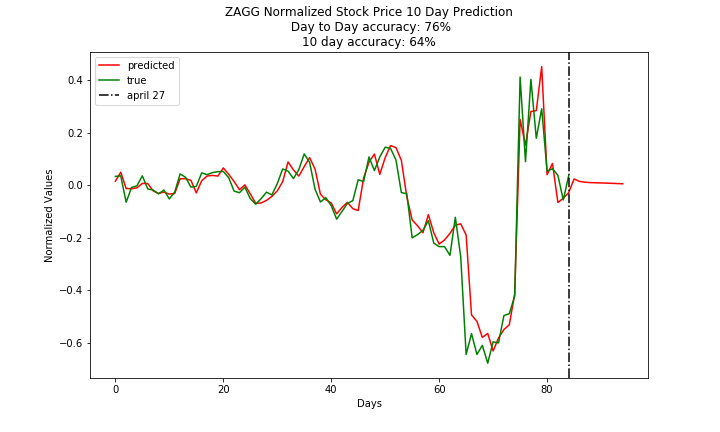 ZAGG Normalized Stock Price 10 Day Prediction
Day to Day accuracy: 76%
10 day accuracy: 64%
predicted
true
april 27
Normalized Values
0.4
0.2
0.0
−0.2
−0.4
−0.6
0 20 40 60 80
Days